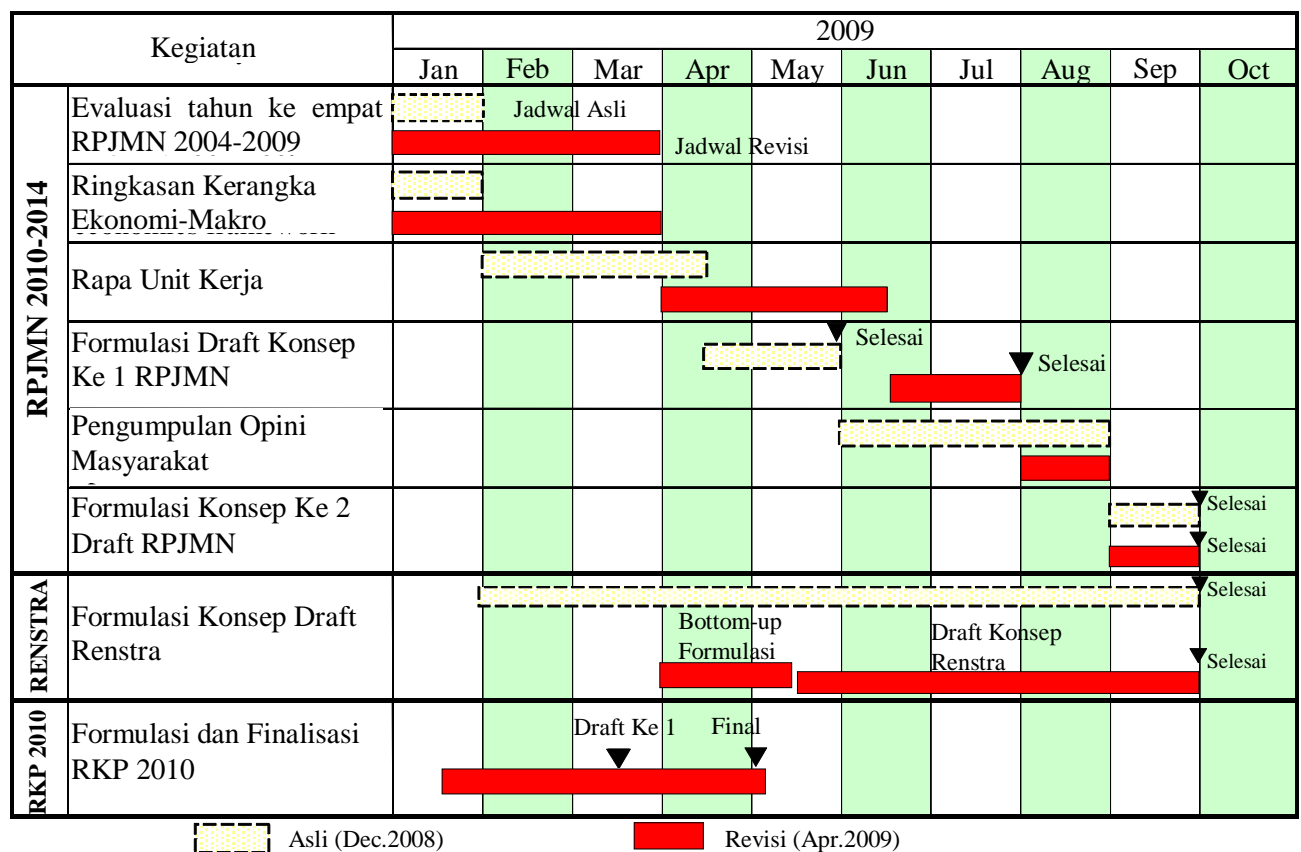 Kegiatan
2009
Jan Feb Mar Apr May Jun Jul Aug Sep Oct
RPJMN 2010-2014
Evaluasi tahun ke empat
RPJMN 2004-2009
Jadwal Asli
Jadwal Revisi
Ringkasan Kerangka
Ekonomi-Makro
Rapa Unit Kerja
Formulasi Draft Konsep
Ke 1 RPJMN
Selesai
Selesai
Pengumpulan Opini
Masyarakat
Formulasi Konsep Ke 2
Draft RPJMN
Selesai
Selesai
RENSTRA
Formulasi Konsep Draft
Renstra
Selesai
Bottom-up
Formulasi
Draft Konsep
Renstra
Selesai
RKP 2010
Formulasi dan Finalisasi
RKP 2010
Draft Ke 1
Final
Asli (Dec.2008)
Revisi (Apr.2009)